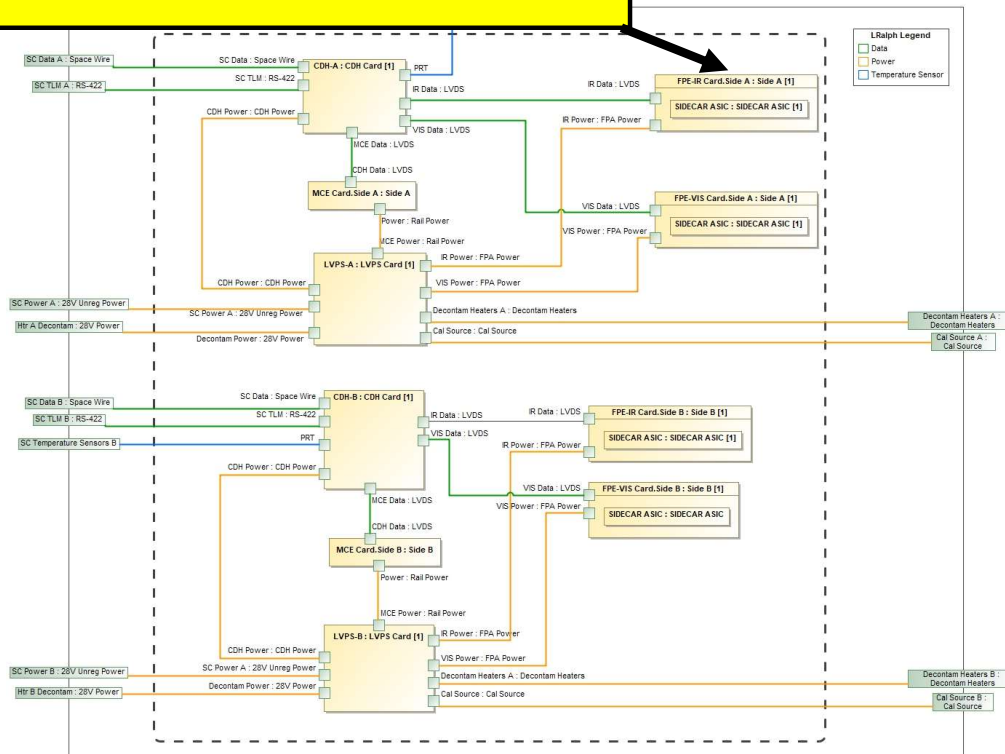 LRalph Legend
Data
Power
Temperature Sensor
SC Data A : Space Wire
SC TLM A : RS-422
SC Data : Space Wire
SC TLM : RS-422
CDH Power : CDH Power
CDH-A : CDH Card [1]
PRT
IR Data : LVDS
VIS Data : LVDS
MCE Data : LVDS
CDH Data : LVDS
MCE Card.Side A : Side A
Power : Rail Power
MCE Power : Rail Power
IR Data : LVDS
IR Power : FPA Power
FPE-IR Card.Side A : Side A [1]
SIDECAR ASIC : SIDECAR ASIC [1]
VIS Data : LVDS
VIS Power : FPA Power
FPE-VIS Card.Side A : Side A [1]
SIDECAR ASIC : SIDECAR ASIC [1]
LVPS-A : LVPS Card [1]
IR Power : FPA Power
VIS Power : FPA Power
Decontam Heaters A : Decontam Heaters
Cal Source : Cal Source
CDH Power : CDH Power
SC Power A : 28V Unreg Power
Decontam Power : 28V Power
SC Power A : 28V Unreg Power
Htr A Decontam : 28V Power
Decontam Heaters A :
Decontam Heaters
Cal Source A :
Cal Source
SC Data B : Space Wire
SC TLM B : RS-422
SC Temperature Sensors B
SC Data : Space Wire
SC TLM : RS-422
PRT
CDH Power : CDH Power
CDH-B : CDH Card [1]
IR Data : LVDS
VIS Data : LVDS
MCE Data : LVDS
CDH Data : LVDS
MCE Card.Side B : Side B
Power : Rail Power
MCE Power : Rail Power
IR Data : LVDS
IR Power : FPA Power
FPE-IR Card.Side B : Side B [1]
SIDECAR ASIC : SIDECAR ASIC [1]
VIS Data : LVDS
VIS Power : FPA Power
FPE-VIS Card.Side B : Side B [1]
SIDECAR ASIC : SIDECAR ASIC
LVPS-B : LVPS Card [1]
IR Power : FPA Power
VIS Power : FPA Power
Decontam Heaters A : Decontam Heaters
Cal Source : Cal Source
CDH Power : CDH Power
SC Power A : 28V Unreg Power
Decontam Power : 28V Power
SC Power B : 28V Unreg Power
Htr B Decontam : 28V Power
Decontam Heaters B :
Decontam Heaters
Cal Source B :
Cal Source